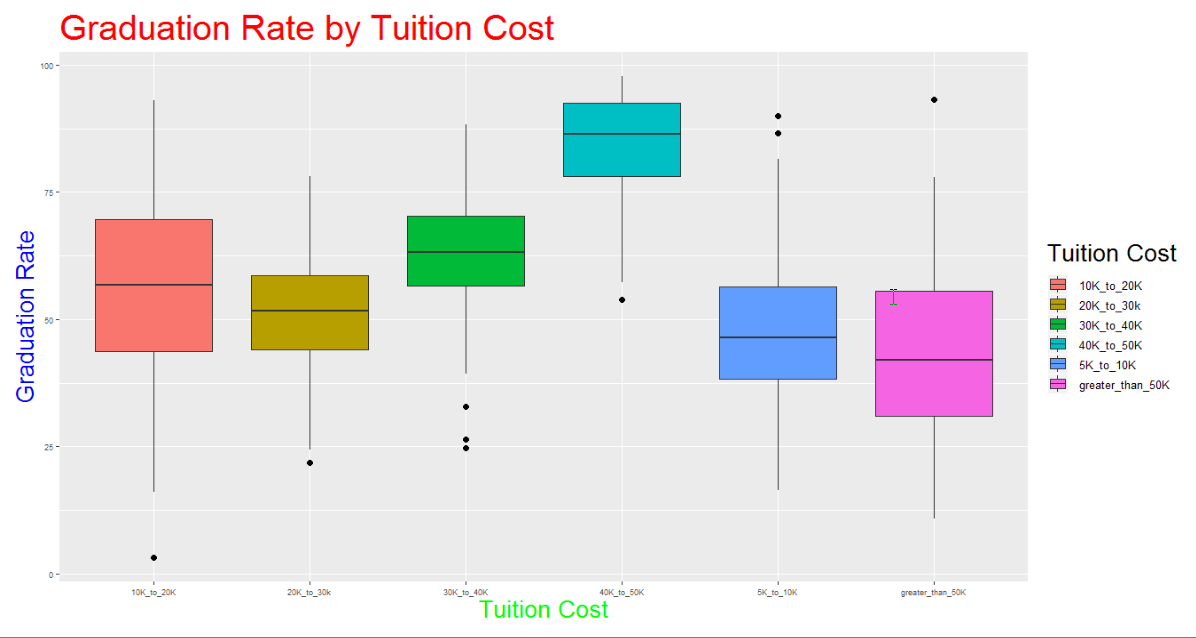 Graduation Rate by Tuition Cost
100
75
50
25
0
Graduation Rate
10K_to_20K
20K_to_30k
30K_to_40K
40K_to_50K
5K_to_10K
greater_than_50K
Tuition Cost
Tuition Cost
10K_to_20K
20K_to_30k
30K_to_40K
40K_to_50K
5K_to_10K
greater_than_50K